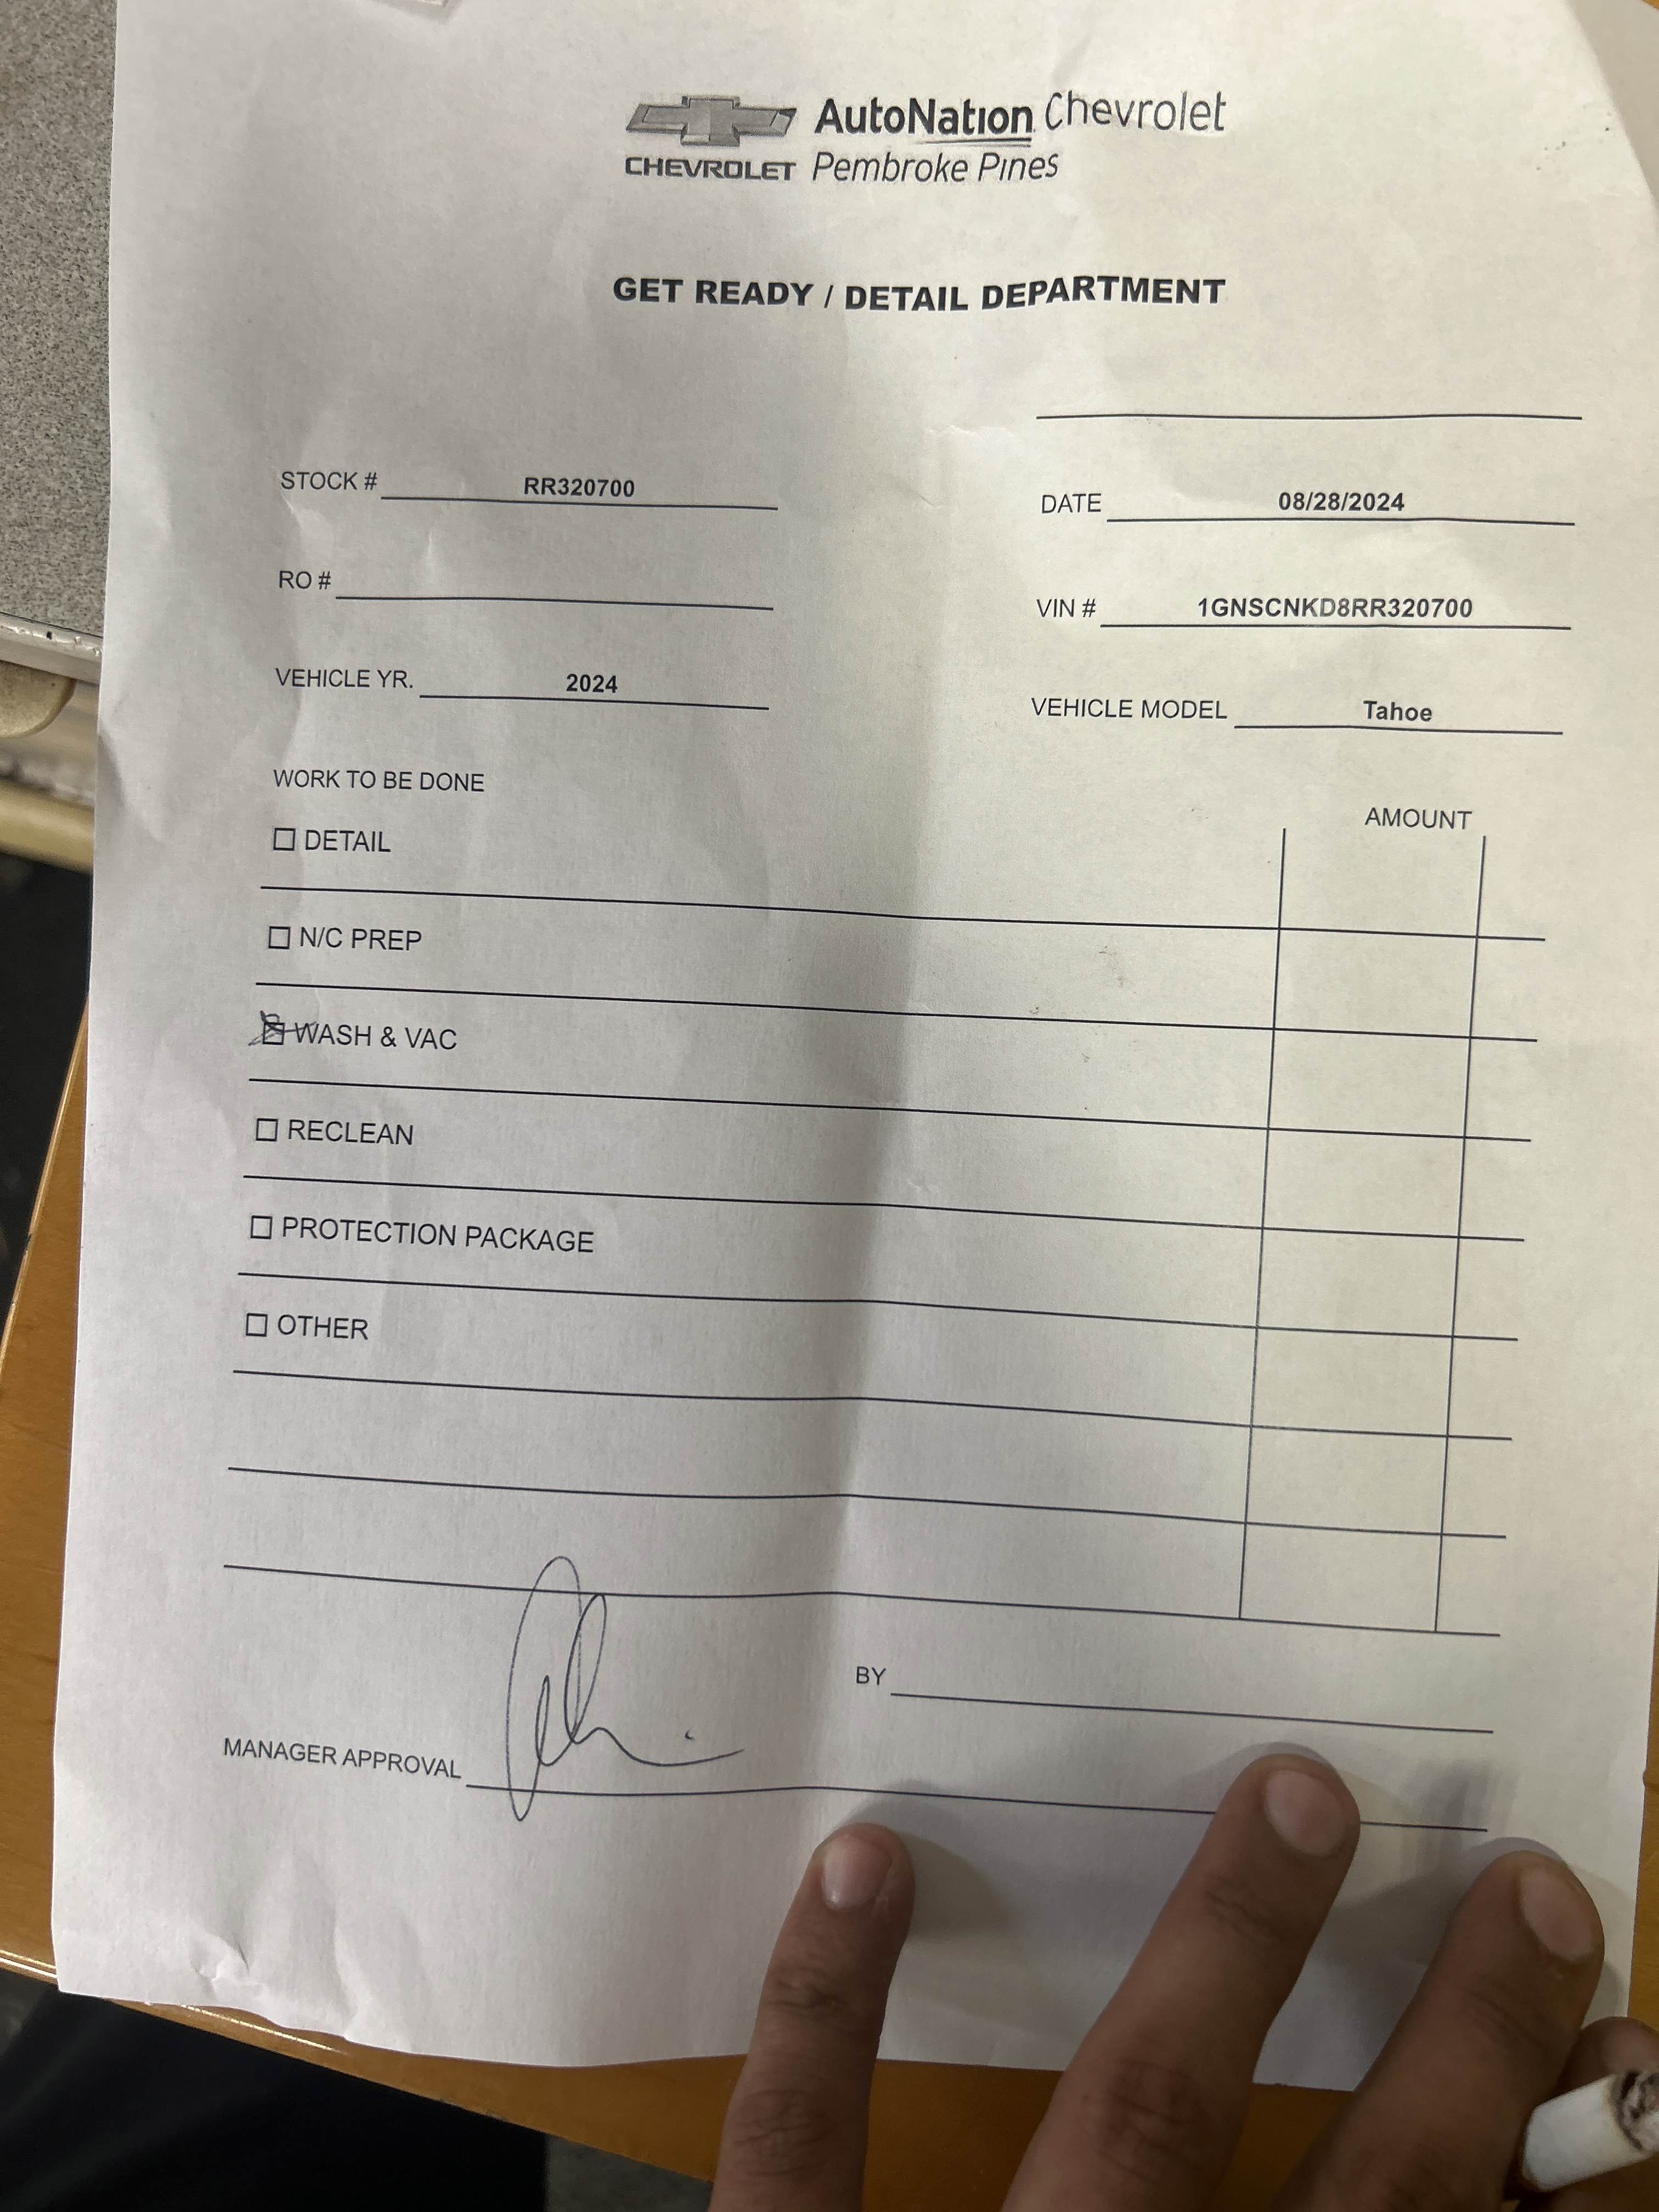 AutoNation Chevrolet
CHEVROLET Pembroke Pines
GET READY / DETAIL DEPARTMENT
STOCK # RR320700
DATE 08/28/2024
RO #
VIN # 1GNSCNKD8RR320700
VEHICLE YR. 2024
VEHICLE MODEL Tahoe
WORK TO BE DONE
AMOUNT
☐ DETAIL
☐ N/C PREP
☒ WASH & VAC
☐ RECLEAN
☐ PROTECTION PACKAGE
☐ OTHER
BY
MANAGER APPROVAL